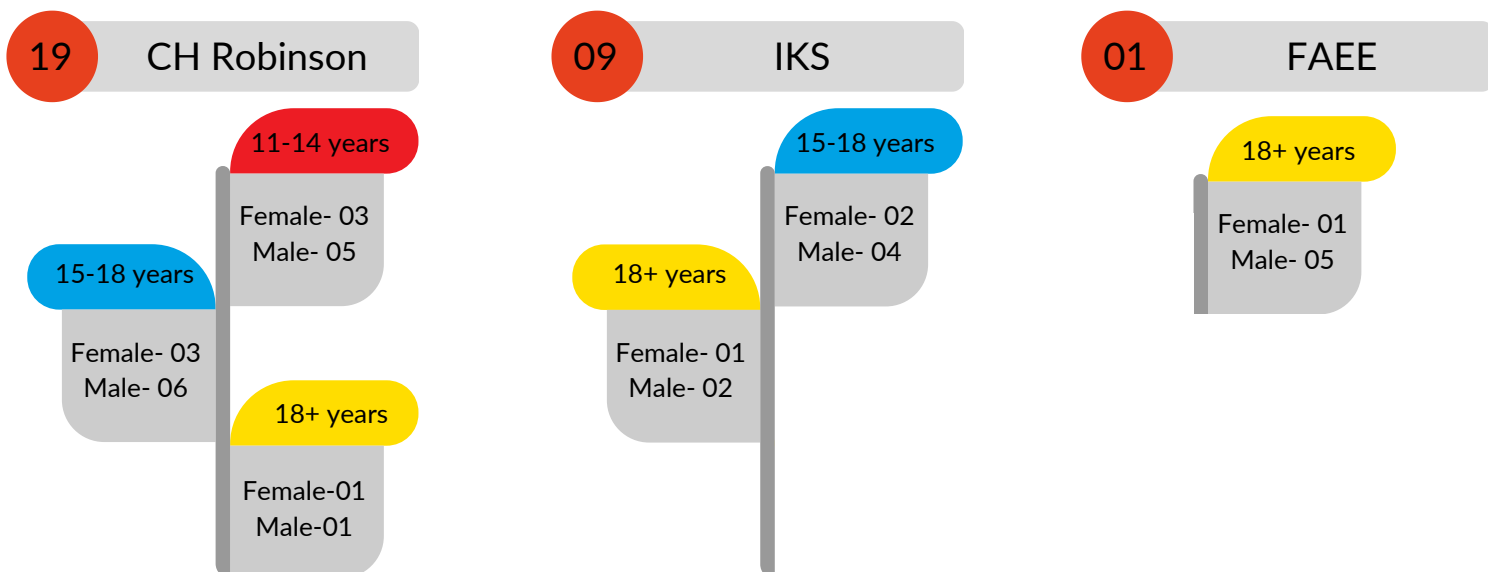 19
CH Robinson
11-14 years
Female- 03
Male- 05
15-18 years
Female- 03
Male- 06
18+ years
Female-01
Male-01
09
IKS
15-18 years
Female- 02
Male- 04
18+ years
Female- 01
Male- 02
01
FAEE
18+ years
Female- 01
Male- 05